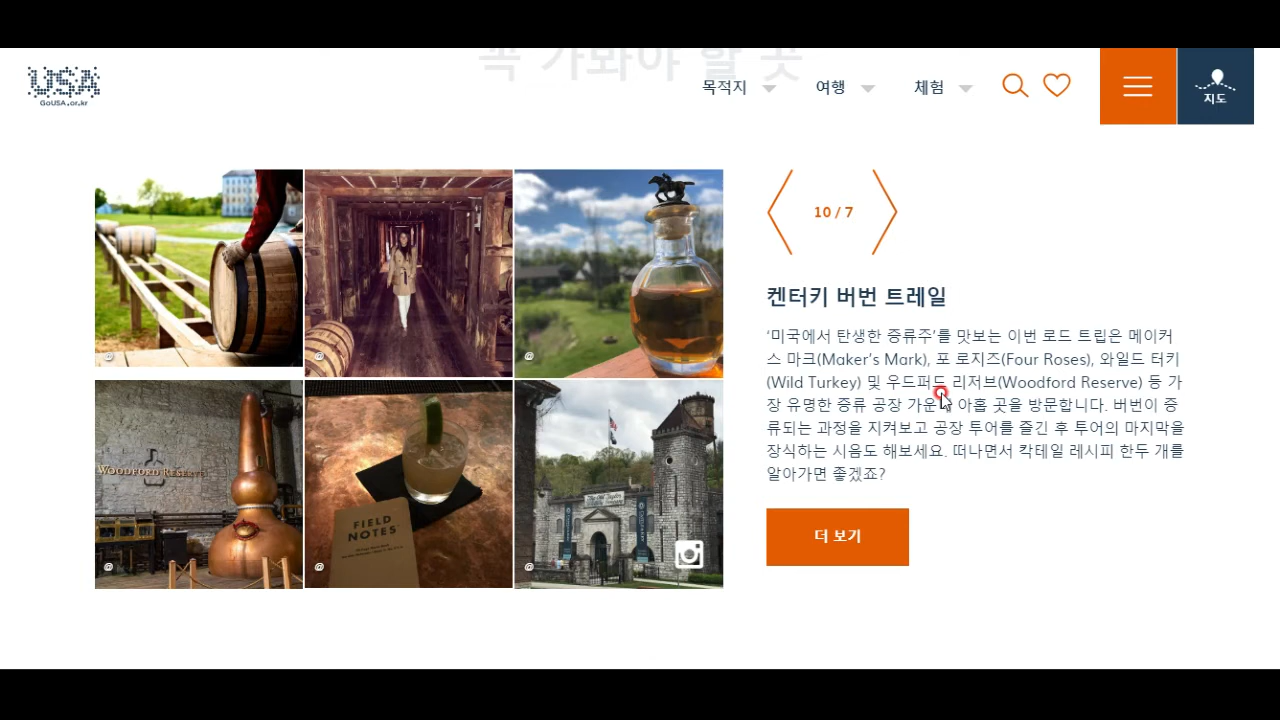 꼭 가봐야 할 곳
USA
GoUSA.or.kr
목적지
여행
체험
지도
10 / 7
켄터키 버번 트레일
‘미국에서 탄생한 증류주’를 맛보는 이번 로드 트립은 메이커
스 마크(Maker’s Mark), 포 로지즈(Four Roses), 와일드 터키
(Wild Turkey) 및 우드퍼드 리저브(Woodford Reserve) 등 가
장 유명한 증류 공장 가운데 아홉 곳을 방문합니다. 버번이 증
류되는 과정을 지켜보고 공장 투어를 즐긴 후 투어의 마지막을
장식하는 시음도 해보세요. 떠나면서 칵테일 레시피 한두 개를
알아가면 좋겠죠?
더 보기
@
@
@
WOODFORD RESERVE
FIELD
NOTES
@
@
@